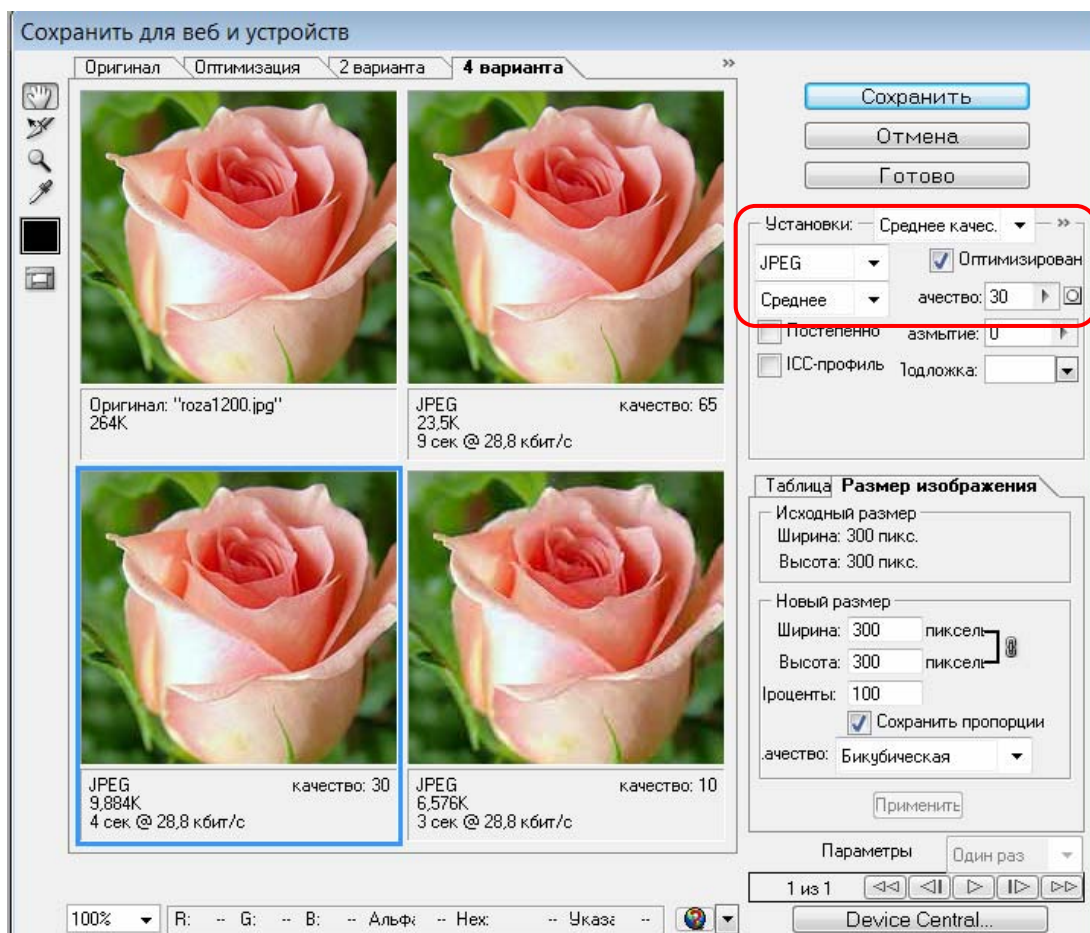 Сохранить для веб и устройств
Оригинал Оптимизация 2 варианта 4 варианта »
Оригинал: "roza1200.jpg"
264K
JPEG качество: 65
23,5K
9 сек @ 28,8 кбит/с
JPEG качество: 30
9,884K
4 сек @ 28,8 кбит/с
JPEG качество: 10
6,576K
3 сек @ 28,8 кбит/с
100% R: -- G: -- B: -- Альфа -- Hex: -- Указа --
Сохранить
Отмена
Готово
Установки: Среднее качес. »
JPEG Оптимизирован
Среднее ачество: 30
Постепенно азмытие: 0
ICC-профиль Подложка:
Таблица Размер изображения
Исходный размер
Ширина: 300 пикс.
Высота: 300 пикс.
Новый размер
Ширина: 300 пиксель
Высота: 300 пиксель
Проценты: 100
Сохранить пропорции
.ачество: Бикубическая
Применить
Параметры Один раз
1 из 1
Device Central...